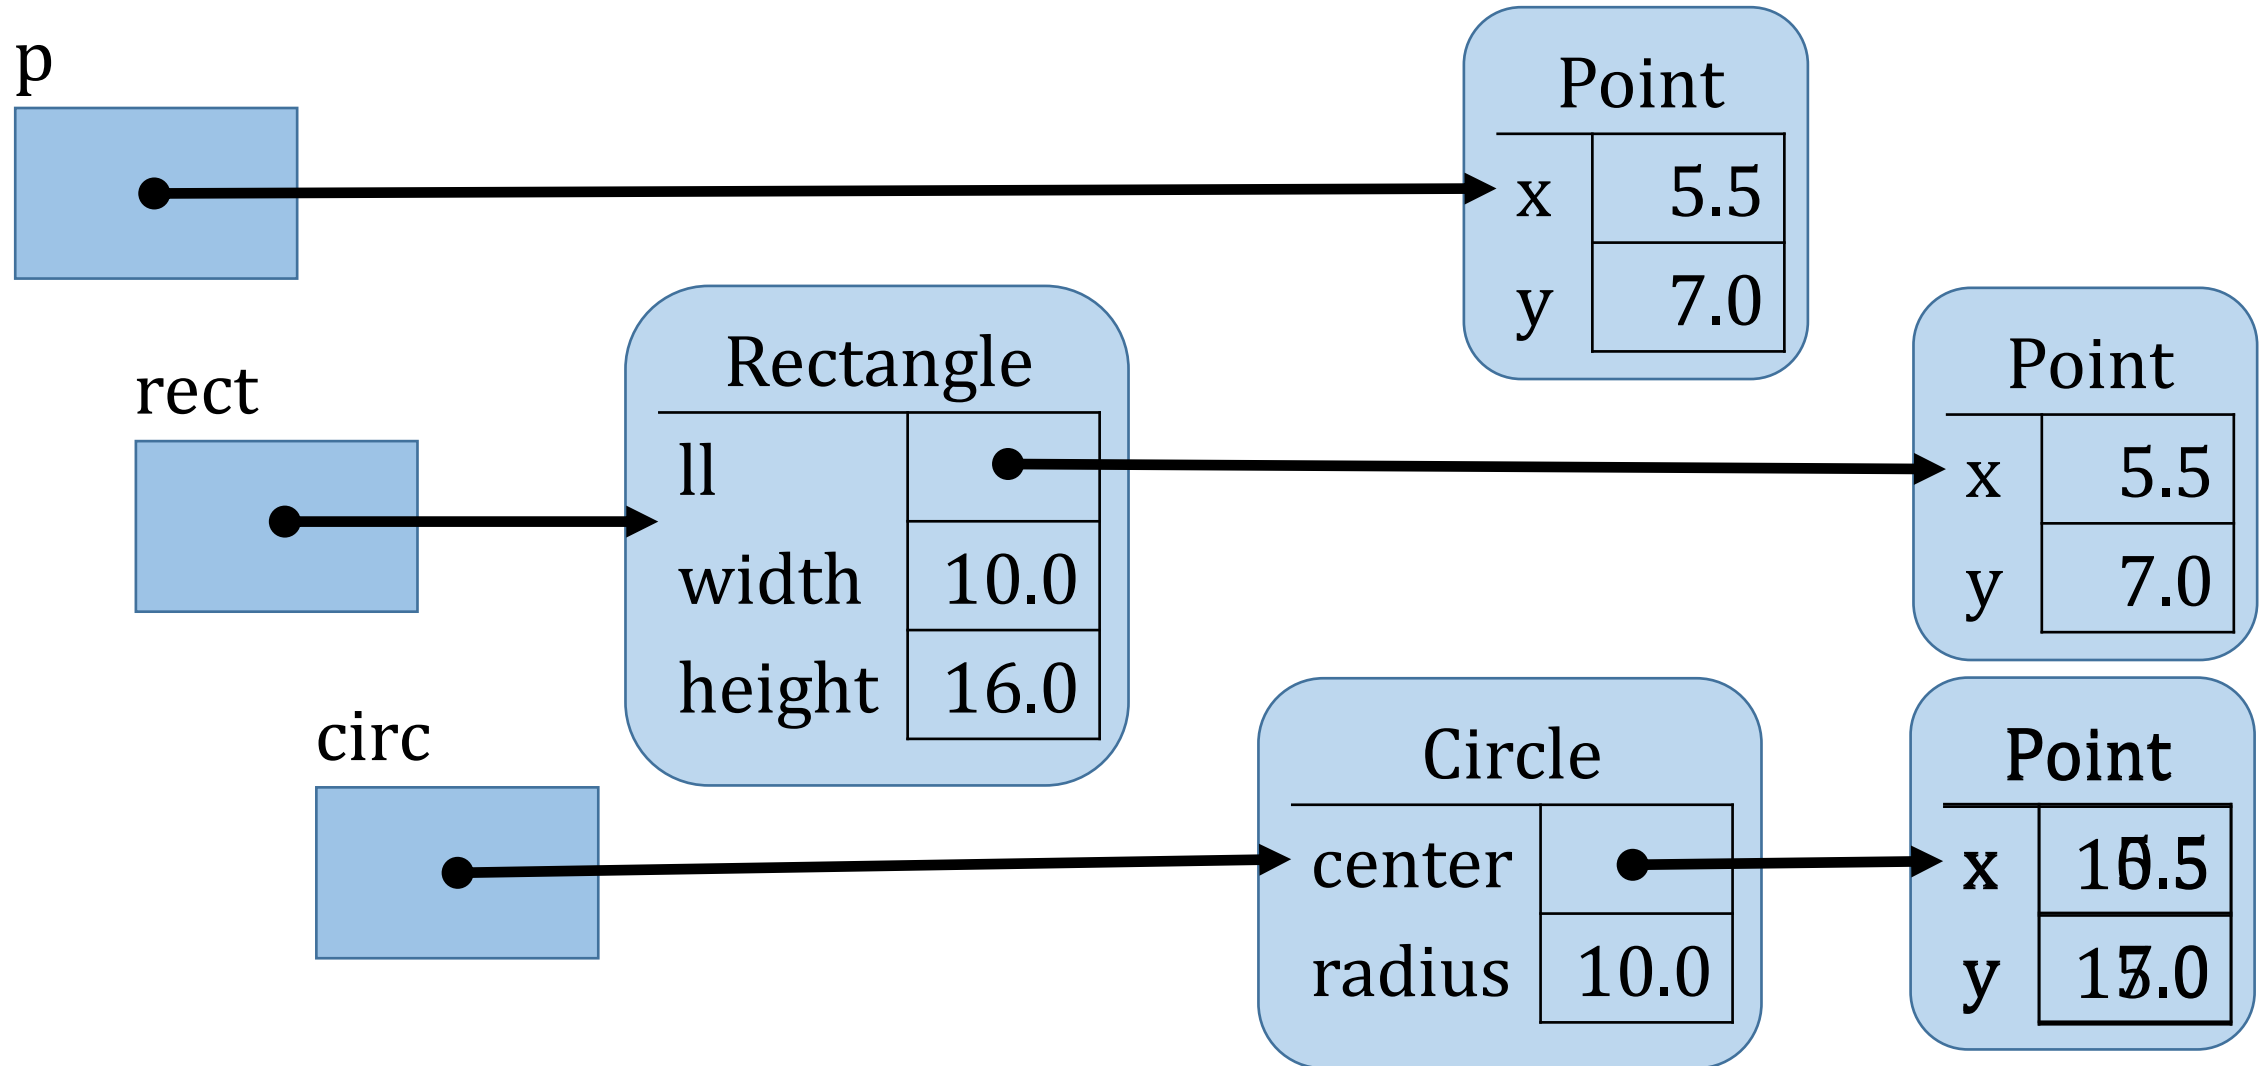 p
Point
x 5.5
y 7.0
rect
Rectangle
ll
width 10.0
height 16.0
Point
x 5.5
y 7.0
circ
Circle
center
radius 10.0
Point
x
y